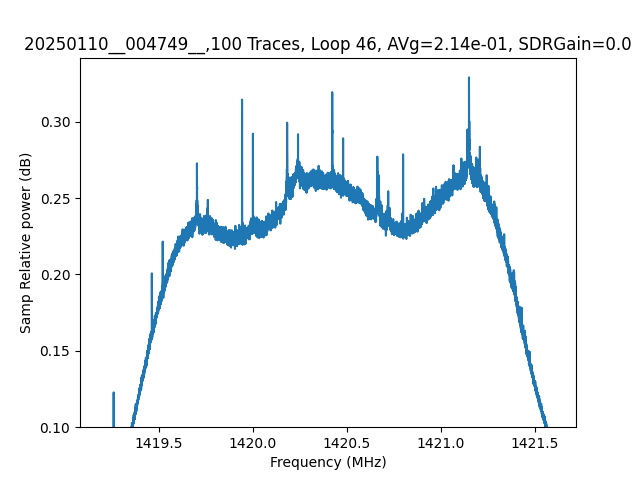 20250110__004749__,100 Traces, Loop 46, AVg=2.14e-01, SDRGain=0.0
0.30
0.25
0.20
0.15
0.10
Samp Relative power (dB)
1419.5 1420.0 1420.5 1421.0 1421.5
Frequency (MHz)